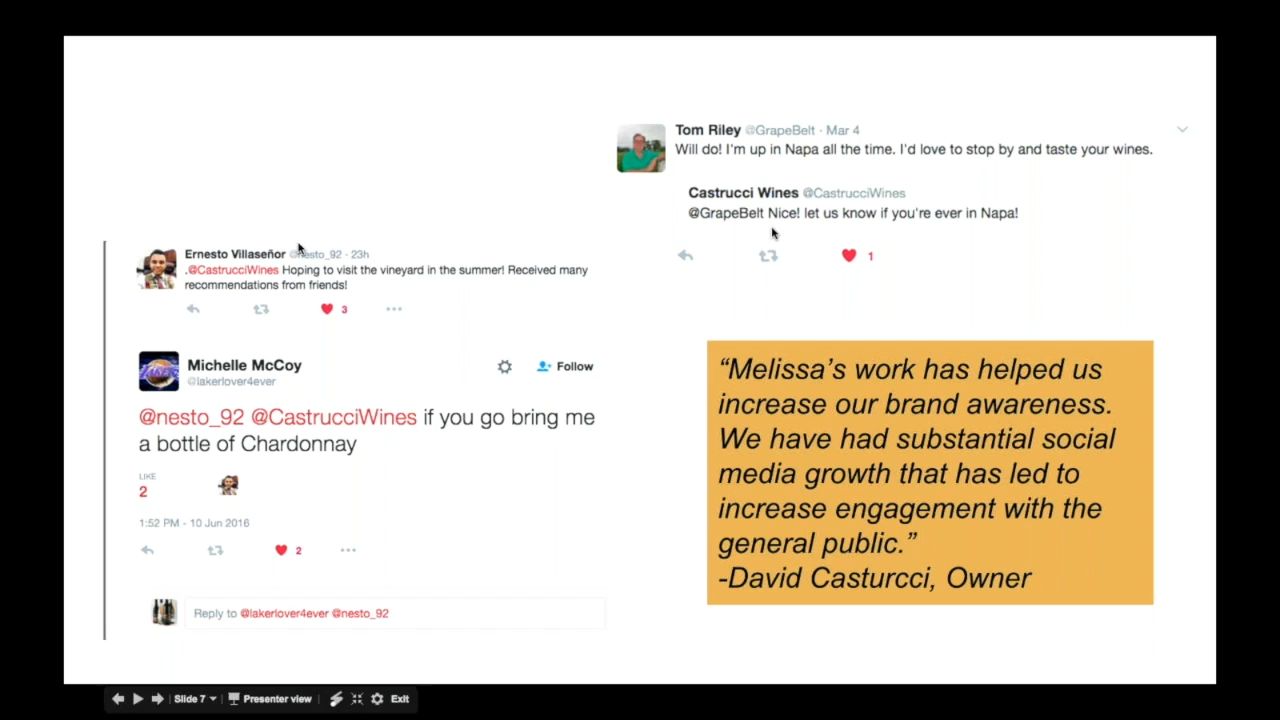 Tom Riley @GrapeBelt · Mar 4
Will do! I'm up in Napa all the time. I'd love to stop by and taste your wines.
Castrucci Wines @CastrucciWines
@GrapeBelt Nice! let us know if you're ever in Napa!
1
Ernesto Villaseñor @nesto_92 · 23h
.@CastrucciWines Hoping to visit the vineyard in the summer! Received many
recommendations from friends!
3
Michelle McCoy
@lakerlover4ever
Follow
@nesto_92 @CastrucciWines if you go bring me
a bottle of Chardonnay
LIKE
2
1:52 PM - 10 Jun 2016
2
Reply to @lakerlover4ever @nesto_92
“Melissa’s work has helped us
increase our brand awareness.
We have had substantial social
media growth that has led to
increase engagement with the
general public.”
-David Casturcci, Owner
Slide 7 Presenter view Exit